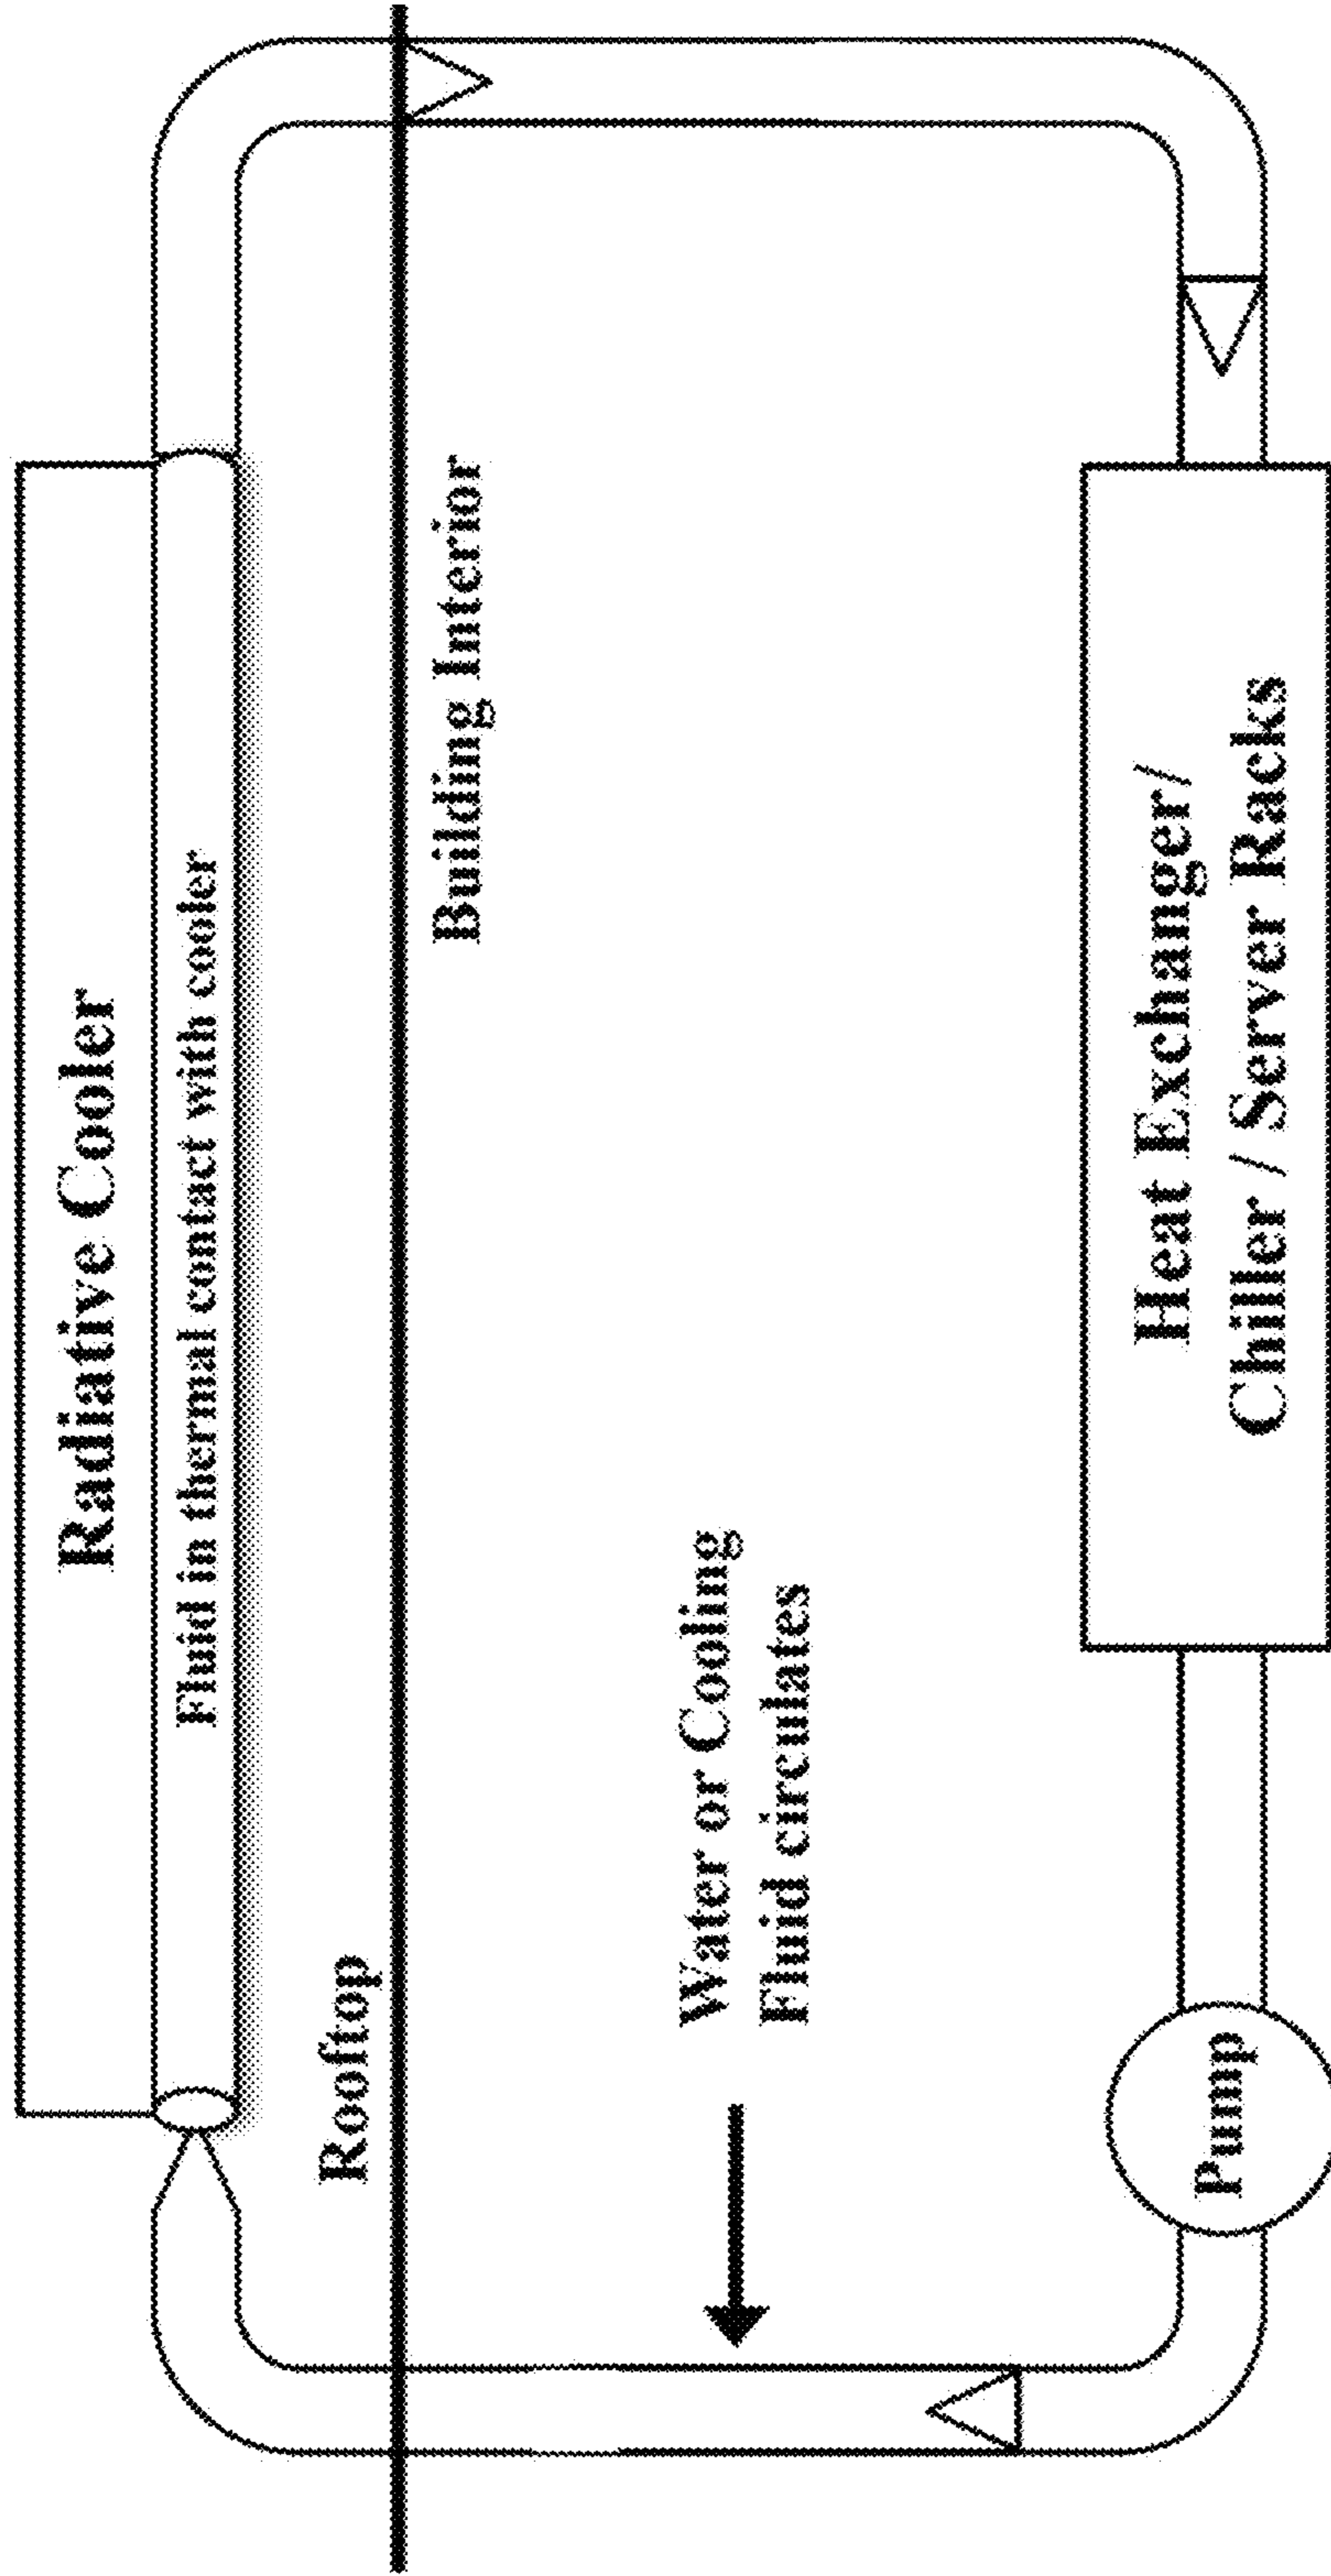 Radiative Cooler
Fluid in thermal contact with cooler
Rooftop
Building Interior
Water or Cooling
Fluid circulates
Heat Exchanger/
Chiller / Server Racks
Pump